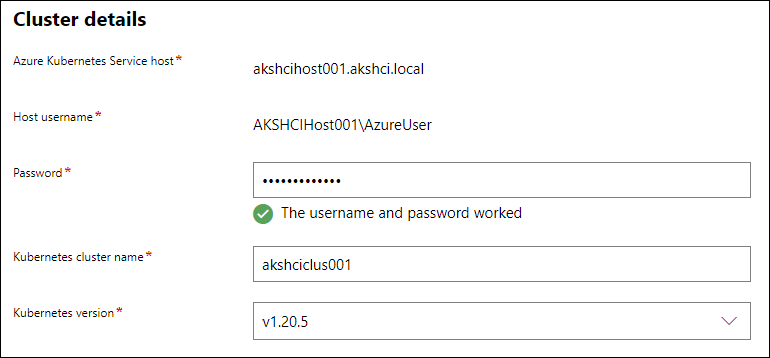 Cluster details
Azure Kubernetes Service host *
akshcihost001.akshci.local
Host username *
AKSHCIHost001\AzureUser
Password *
•••••••••••••
The username and password worked
Kubernetes cluster name *
akshciclus001
Kubernetes version *
v1.20.5